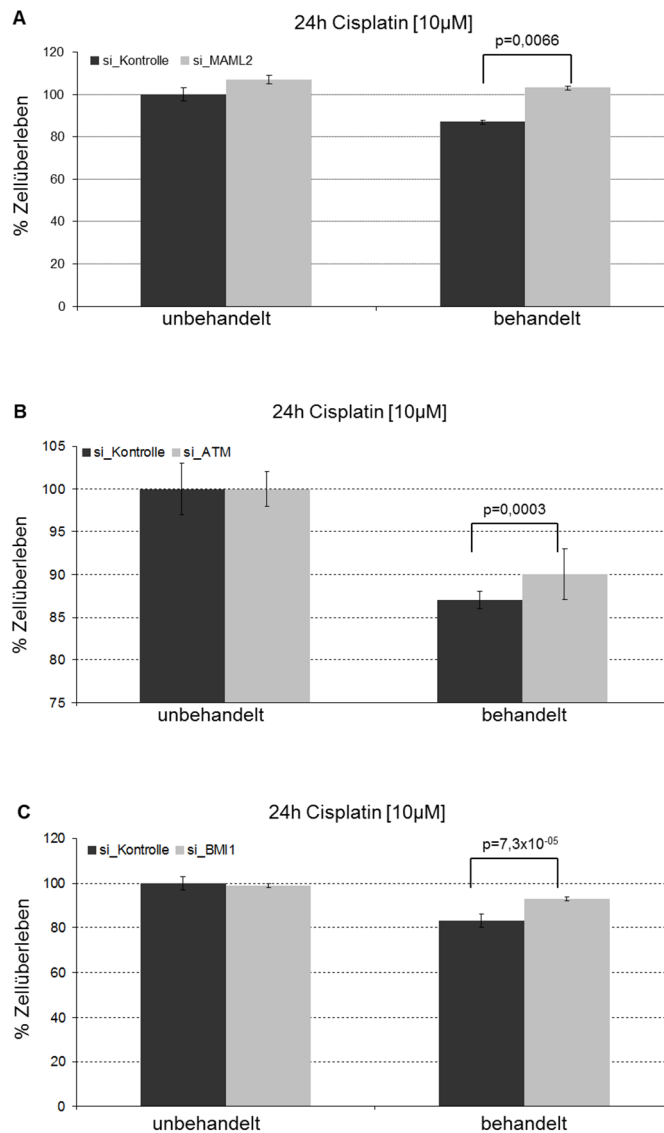 A
24h Cisplatin [10µM]
p=0,0066
120
si_Kontrolle si_MAML2
100
80
60
40
20
0
% Zellüberleben
unbehandelt behandelt
B
24h Cisplatin [10µM]
105
si_Kontrolle si_ATM
100
p=0,0003
95
90
85
80
75
% Zellüberleben
unbehandelt behandelt
C
24h Cisplatin [10µM]
120
si_Kontrolle si_BMI1
p=7,3x10⁻⁰⁵
100
80
60
40
20
0
% Zellüberleben
unbehandelt behandelt